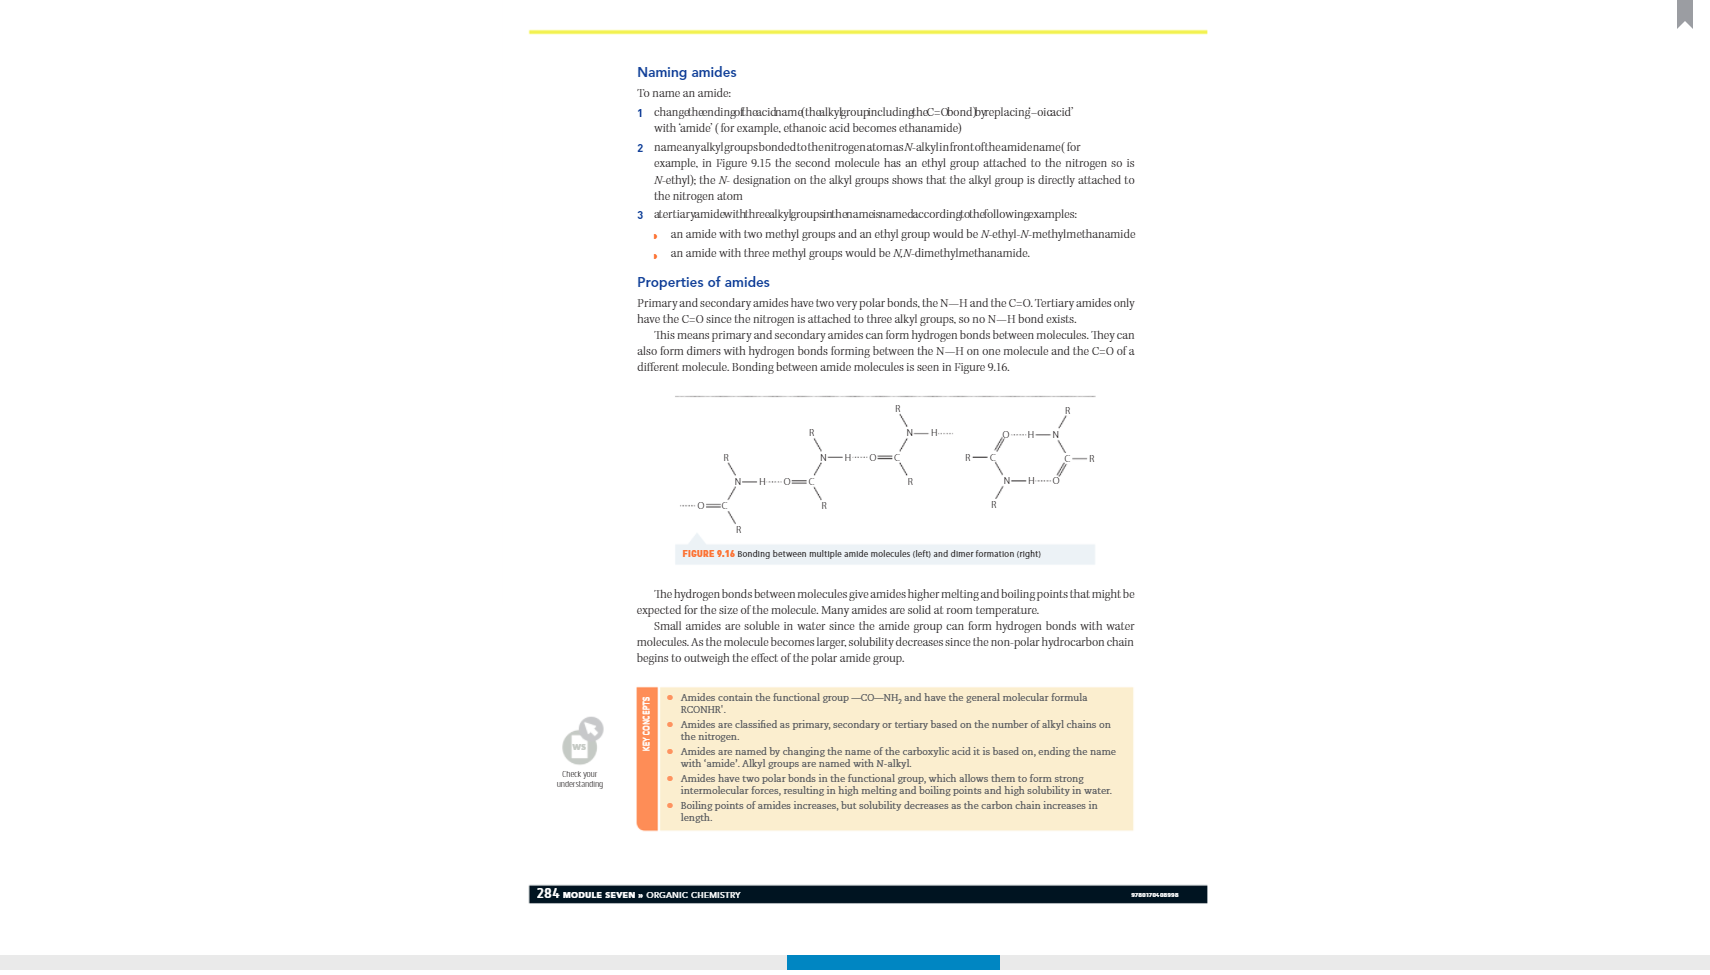 Naming amides
To name an amide:
1 change the ending of the acid name (the alkyl group including the C=O bond) by replacing '–oic acid'
with 'amide' ( for example, ethanoic acid becomes ethanamide)
2 name any alkyl groups bonded to the nitrogen atom as N-alkyl in front of the amide name ( for
example, in Figure 9.15 the second molecule has an ethyl group attached to the nitrogen so is
N-ethyl); the N- designation on the alkyl groups shows that the alkyl group is directly attached to
the nitrogen atom
3 a tertiary amide with three alkyl groups in the name is named according to the following examples:
an amide with two methyl groups and an ethyl group would be N-ethyl-N-methylmethanamide
an amide with three methyl groups would be N,N-dimethylmethanamide.
Properties of amides
Primary and secondary amides have two very polar bonds, the N—H and the C=O. Tertiary amides only
have the C=O since the nitrogen is attached to three alkyl groups, so no N—H bond exists.
This means primary and secondary amides can form hydrogen bonds between molecules. They can
also form dimers with hydrogen bonds forming between the N—H on one molecule and the C=O of a
different molecule. Bonding between amide molecules is seen in Figure 9.16.
R R
R N H O H N
R N H O C R C C R
N H O C R N H O
O C R R
R
FIGURE 9.16 Bonding between multiple amide molecules (left) and dimer formation (right)
The hydrogen bonds between molecules give amides higher melting and boiling points that might be
expected for the size of the molecule. Many amides are solid at room temperature.
Small amides are soluble in water since the amide group can form hydrogen bonds with water
molecules. As the molecule becomes larger, solubility decreases since the non-polar hydrocarbon chain
begins to outweigh the effect of the polar amide group.
WS
Check your
understanding
KEY CONCEPTS
• Amides contain the functional group —CO—NH₂ and have the general molecular formula
RCONHR'.
• Amides are classified as primary, secondary or tertiary based on the number of alkyl chains on
the nitrogen.
• Amides are named by changing the name of the carboxylic acid it is based on, ending the name
with 'amide'. Alkyl groups are named with N-alkyl.
• Amides have two polar bonds in the functional group, which allows them to form strong
intermolecular forces, resulting in high melting and boiling points and high solubility in water.
• Boiling points of amides increases, but solubility decreases as the carbon chain increases in
length.
284 MODULE SEVEN » ORGANIC CHEMISTRY
9780170408998